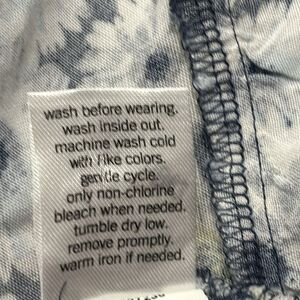 wash before wearing.
wash inside out.
machine wash cold
with like colors.
gentle cycle.
only non-chlorine
bleach when needed.
tumble dry low.
remove promptly.
warm iron if needed.